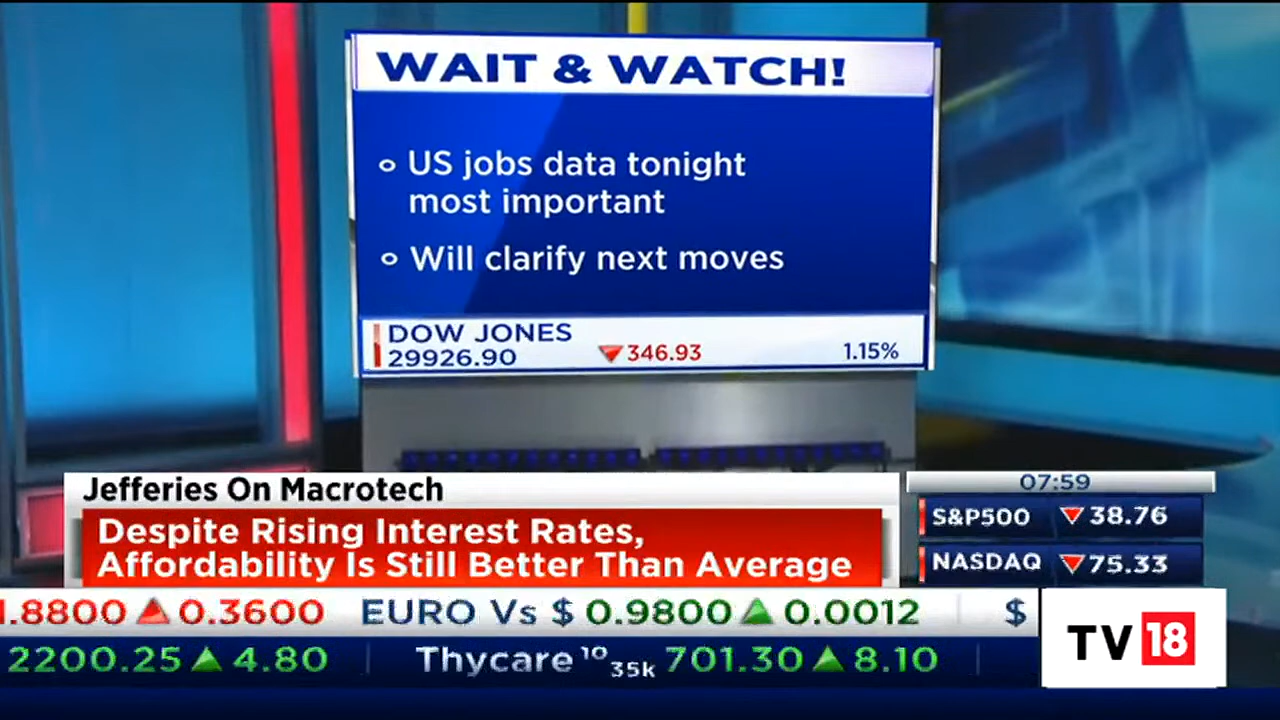 WAIT & WATCH!
US jobs data tonight
most important
Will clarify next moves
DOW JONES
29926.90 346.93 1.15%
Jefferies On Macrotech
Despite Rising Interest Rates,
Affordability Is Still Better Than Average
07:59
S&P500 38.76
NASDAQ 75.33
.8800 0.3600 EURO Vs $ 0.9800 0.0012 $
2200.25 4.80 Thycare 10 35k 701.30 8.10
TV18